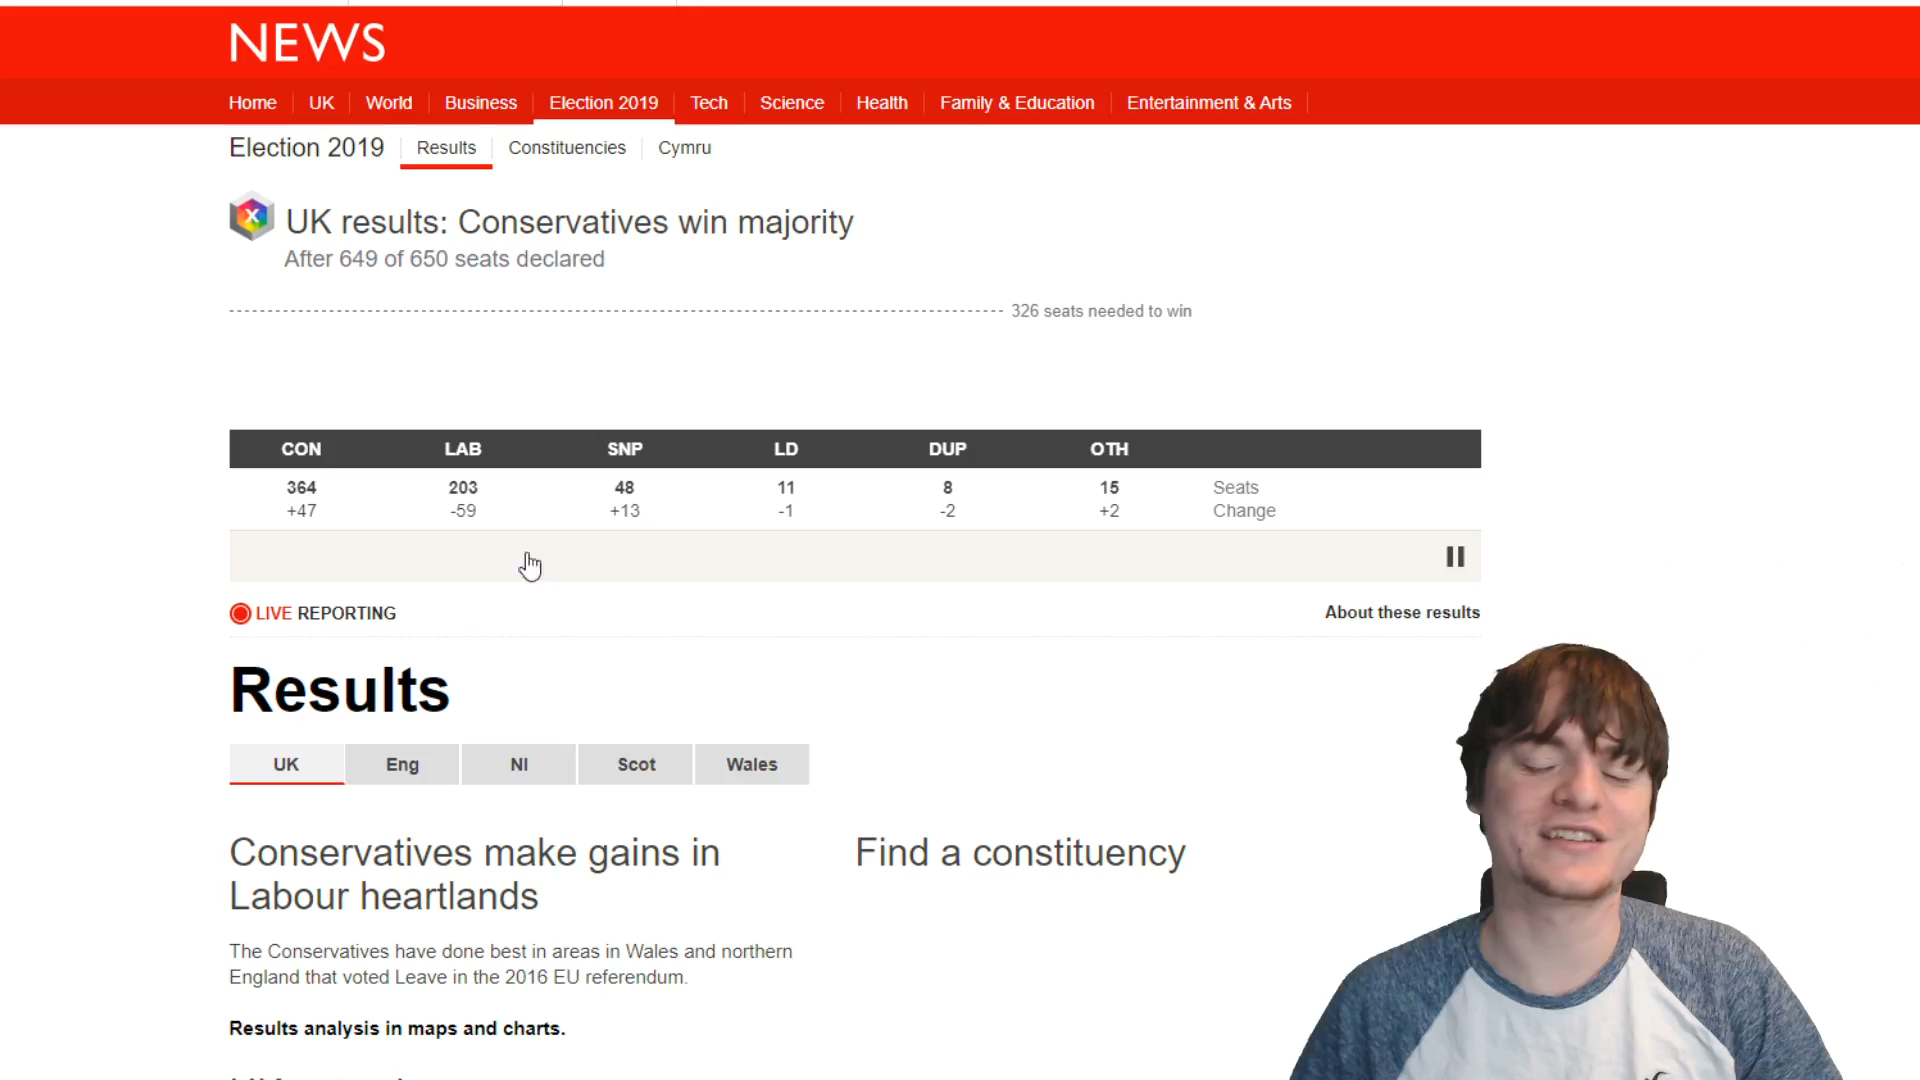 NEWS
Home UK World Business Election 2019 Tech Science Health Family & Education Entertainment & Arts
Election 2019 Results Constituencies Cymru
X
UK results: Conservatives win majority
After 649 of 650 seats declared
326 seats needed to win
CON LAB SNP LD DUP OTH
364 203 48 11 8 15 Seats
+47 -59 +13 -1 -2 +2 Change
LIVE REPORTING About these results
Results
UK Eng NI Scot Wales
Conservatives make gains in
Labour heartlands
Find a constituency
The Conservatives have done best in areas in Wales and northern
England that voted Leave in the 2016 EU referendum.
Results analysis in maps and charts.